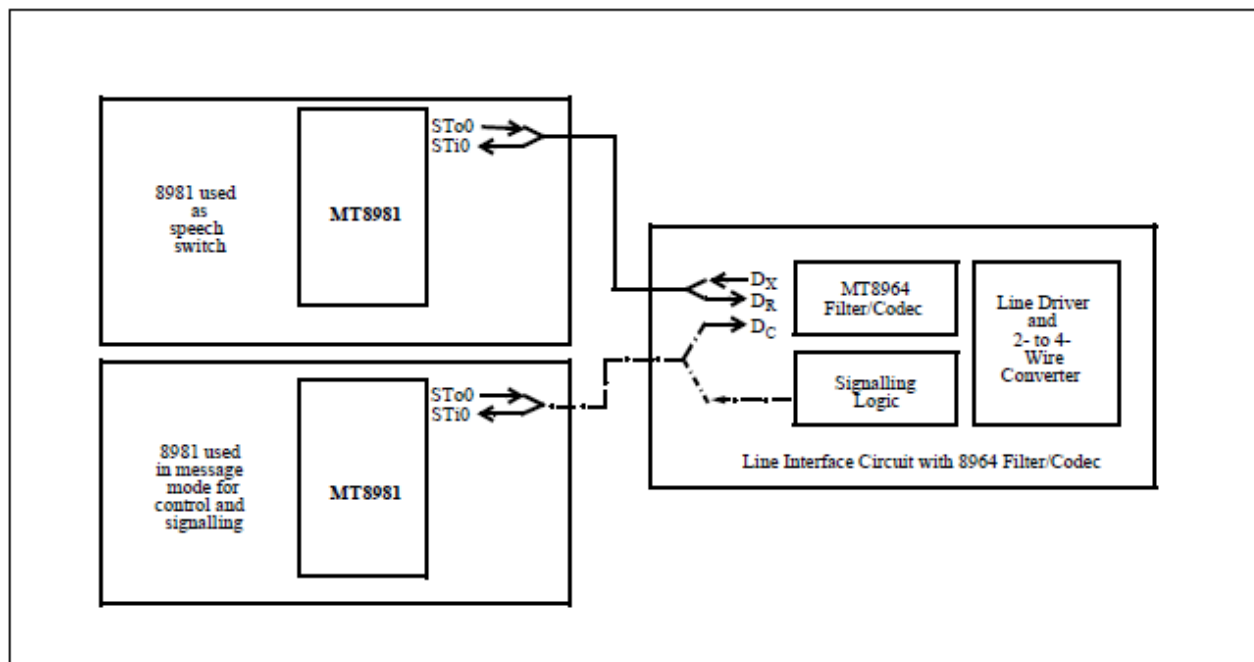 STo0
STi0
8981 used
as
speech
switch
MT8981
STo0
STi0
8981 used
in message
mode for
control and
signalling
MT8981
DX
DR
DC
MT8964
Filter/Codec
Signalling
Logic
Line Driver
and
2- to 4-
Wire
Converter
Line Interface Circuit with 8964 Filter/Codec